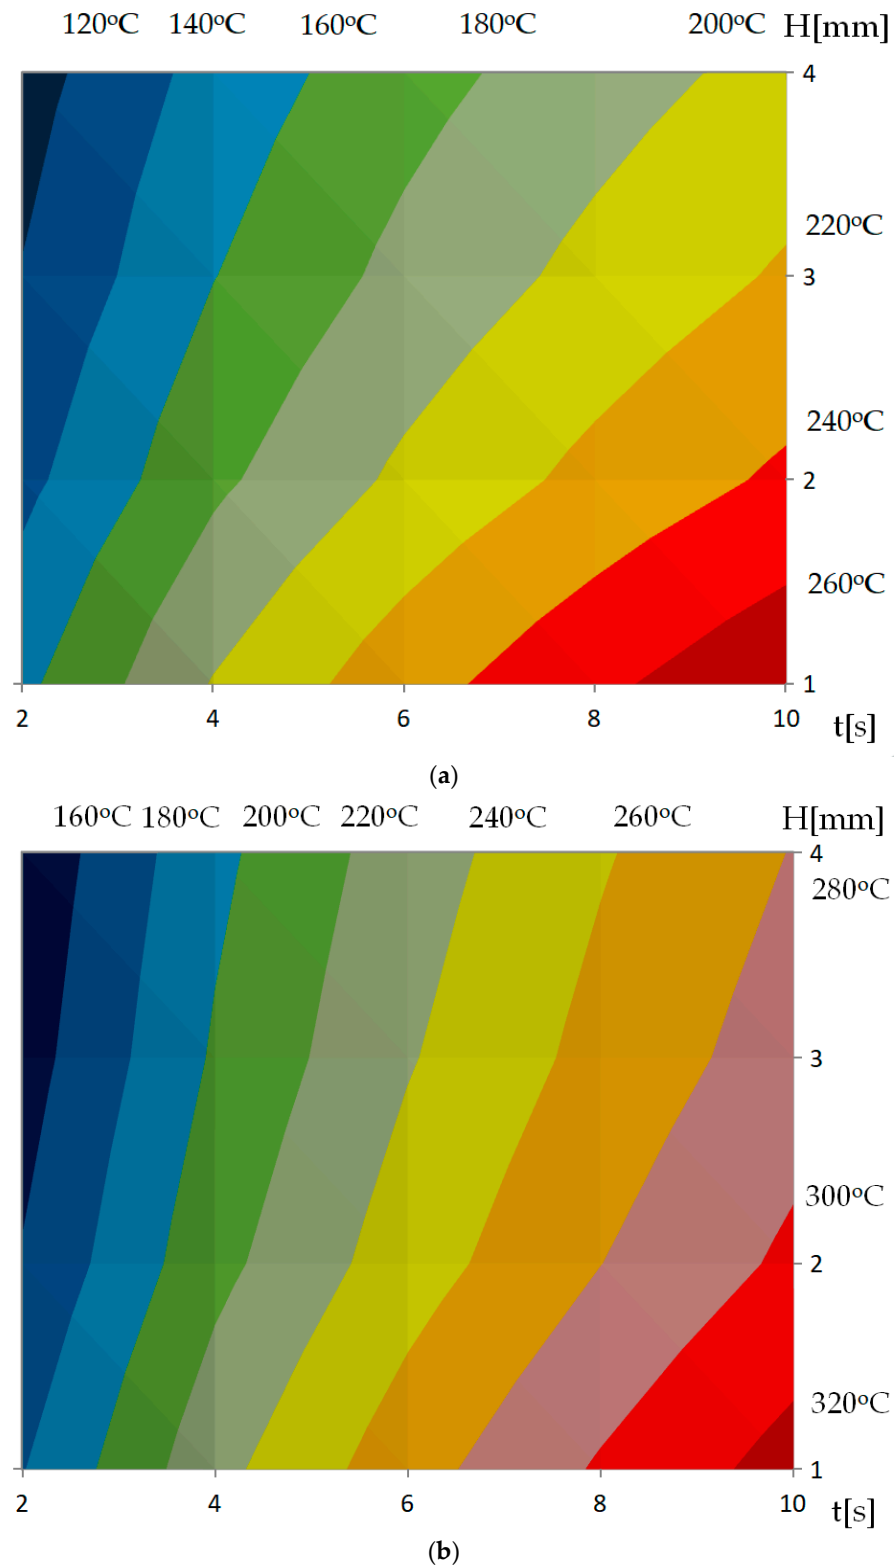 120ºC 140ºC 160ºC 180ºC 200ºC H[mm]
4
220ºC
3
240ºC
2
260ºC
1
2 4 6 8 10 t[s]
(a)
160ºC 180ºC 200ºC 220ºC 240ºC 260ºC H[mm]
4
280ºC
3
300ºC
2
320ºC
1
2 4 6 8 10 t[s]
(b)